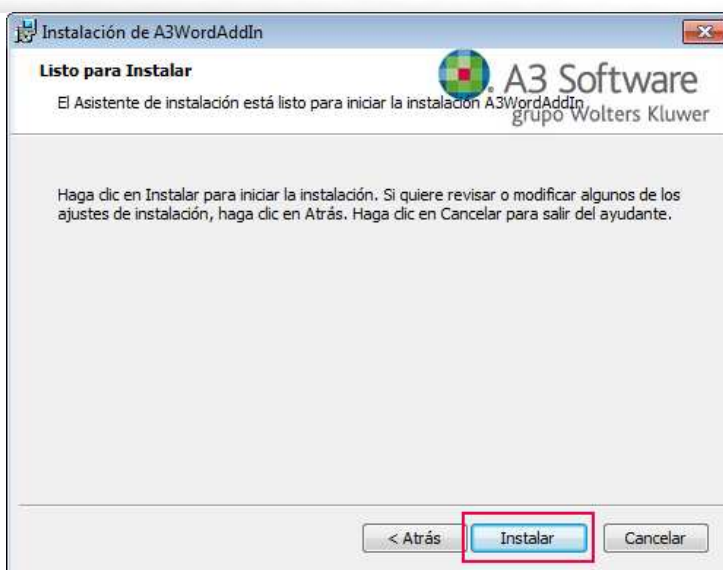 Instalación de A3WordAddIn
Listo para Instalar
El Asistente de instalación está listo para iniciar la instalación A3WordAddIn
A3 Software
grupo Wolters Kluwer
Haga clic en Instalar para iniciar la instalación. Si quiere revisar o modificar algunos de los
ajustes de instalación, haga clic en Atrás. Haga clic en Cancelar para salir del ayudante.
< Atrás
Instalar
Cancelar